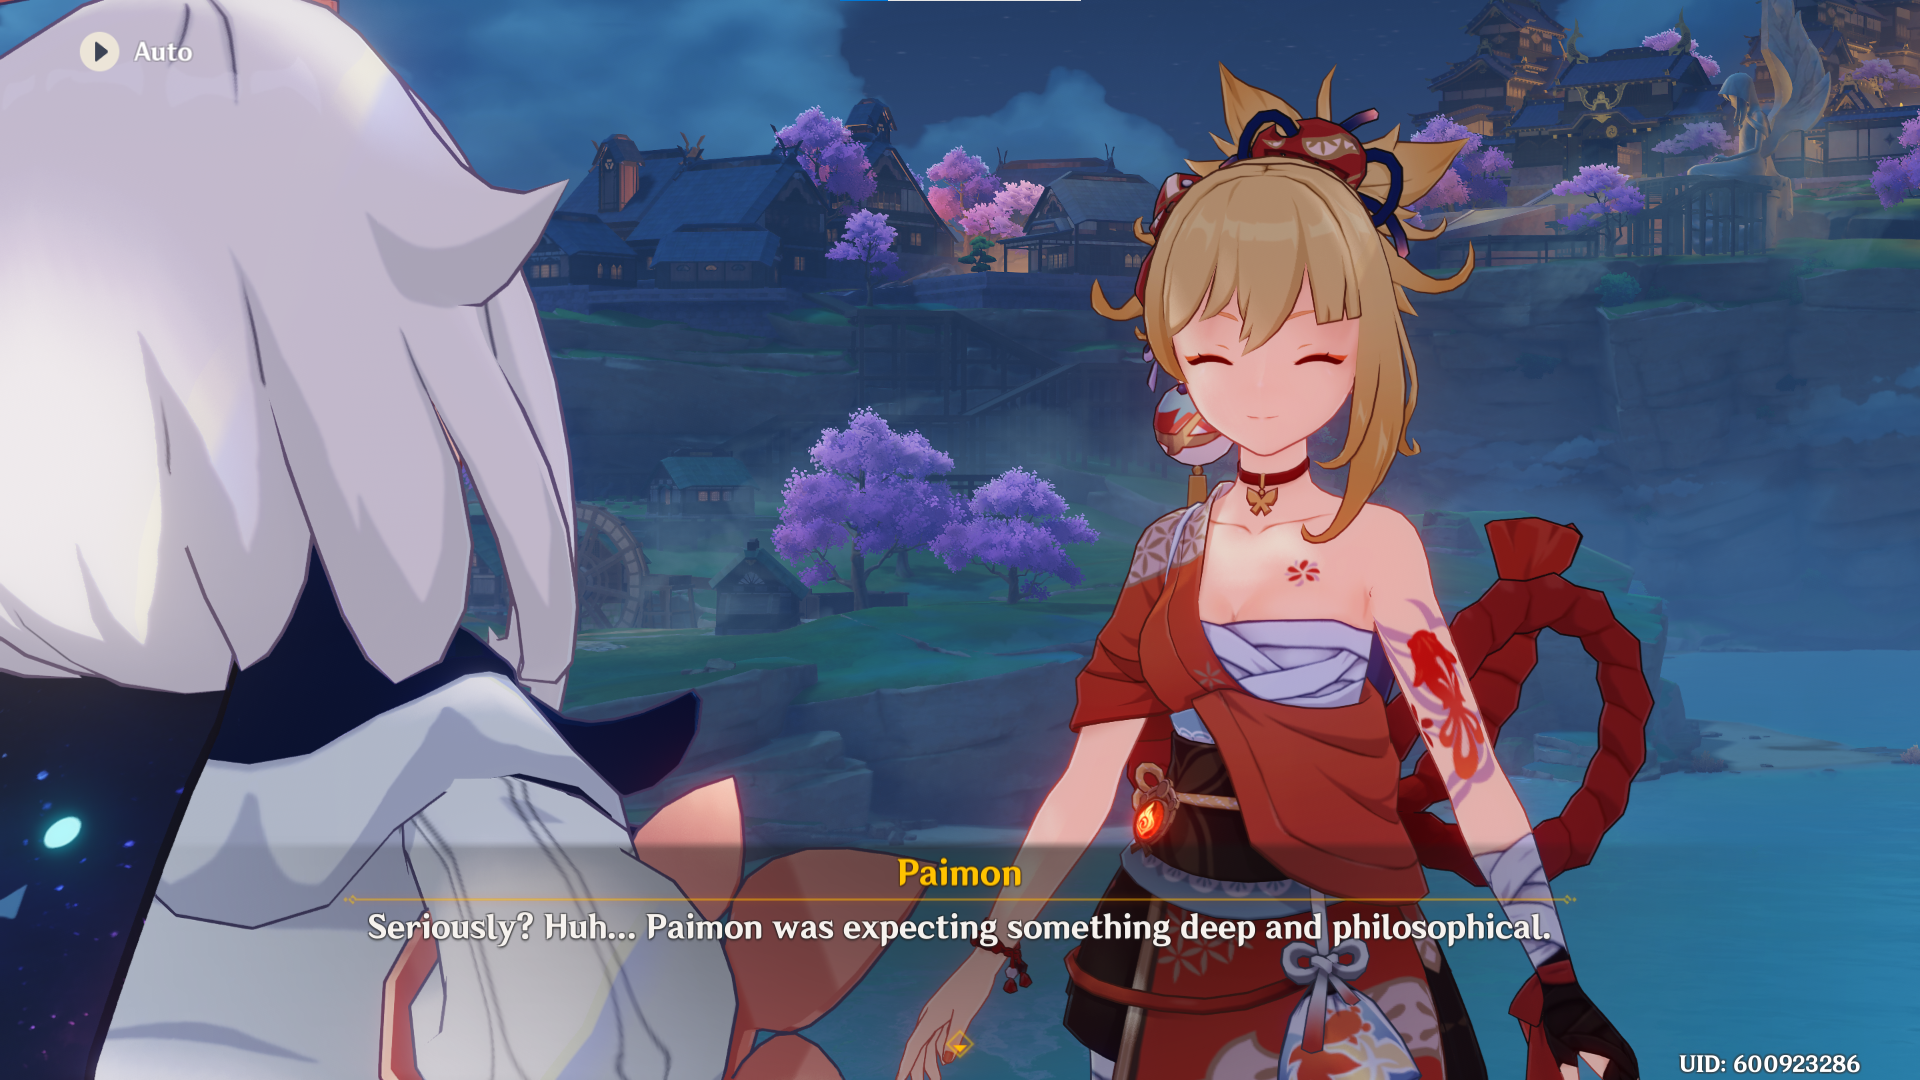 Auto
Paimon
Seriously? Huh... Paimon was expecting something deep and philosophical.
UID: 600923286